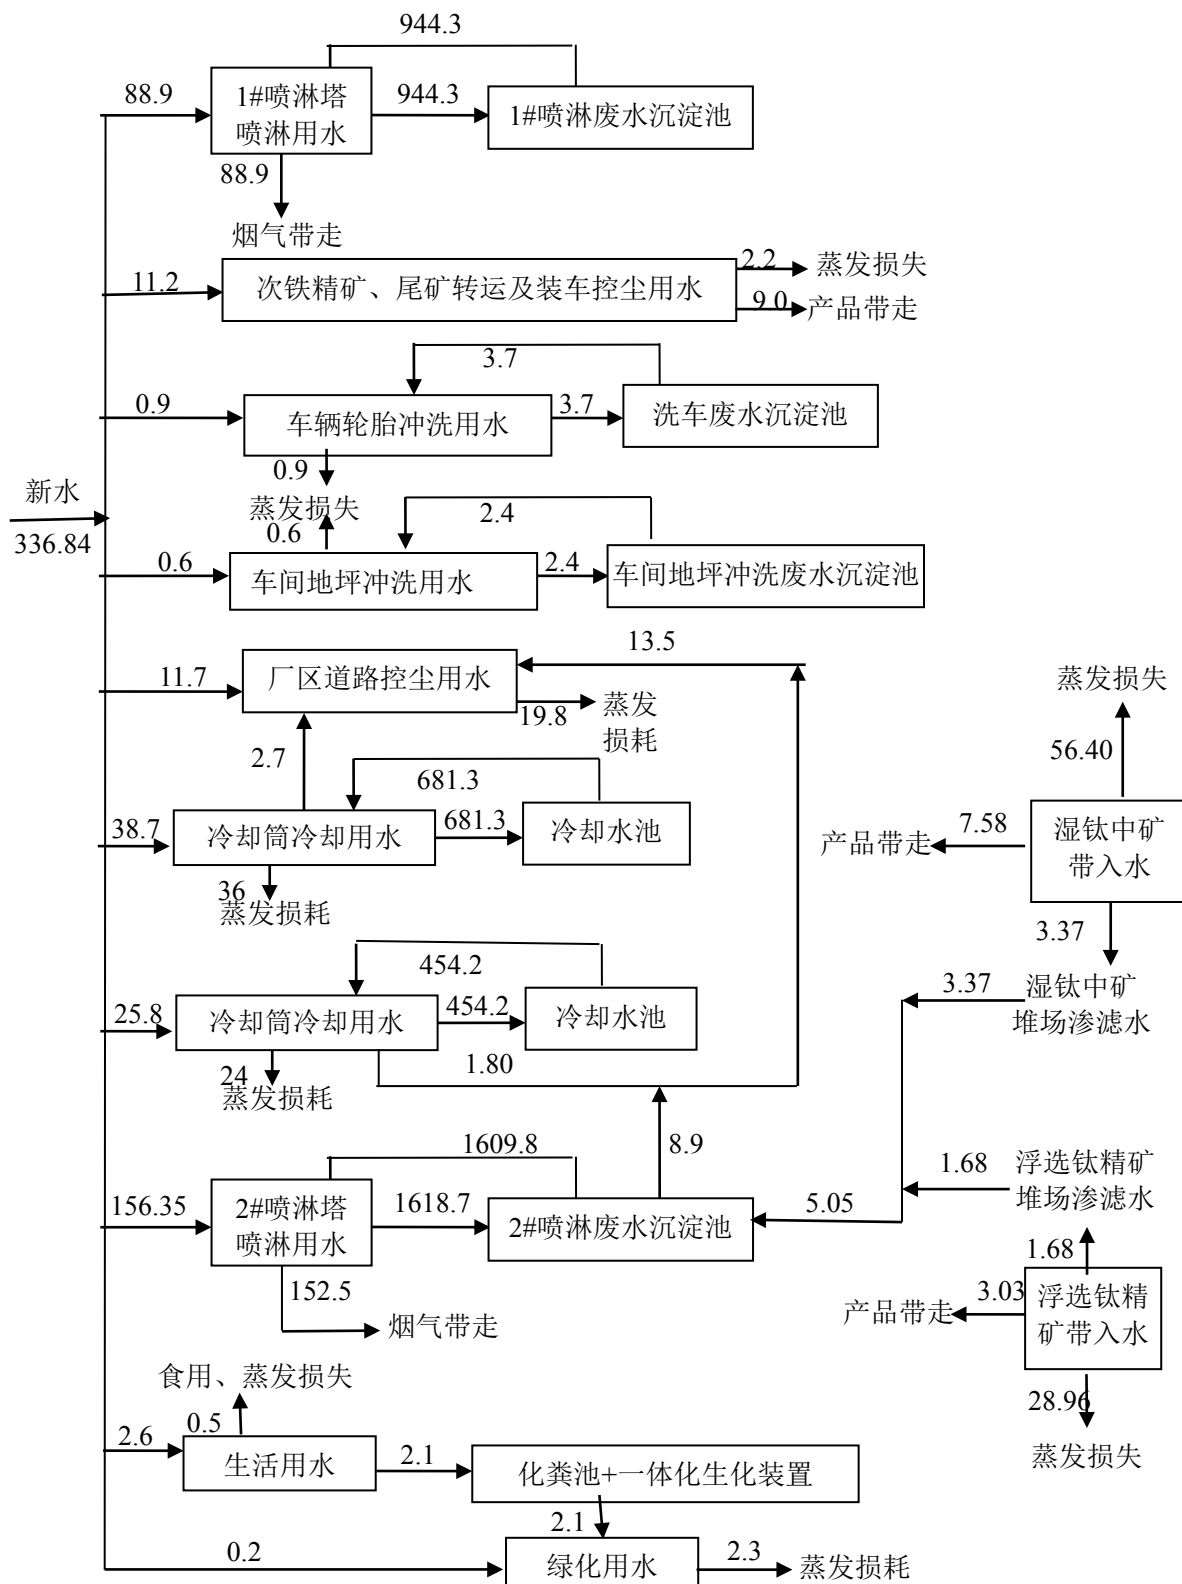 944.3
88.9
1#喷淋塔
喷淋用水
944.3
1#喷淋废水沉淀池
88.9
烟气带走
11.2
次铁精矿、尾矿转运及装车控尘用水
2.2
蒸发损失
9.0
产品带走
3.7
0.9
车辆轮胎冲洗用水
3.7
洗车废水沉淀池
0.9
蒸发损失
新水
336.84
0.6
2.4
0.6
车间地坪冲洗用水
2.4
车间地坪冲洗废水沉淀池
13.5
11.7
厂区道路控尘用水
19.8
蒸发
损耗
2.7
681.3
38.7
冷却筒冷却用水
681.3
冷却水池
36
蒸发损耗
蒸发损失
56.40
产品带走
7.58
湿钛中矿
带入水
3.37
454.2
25.8
冷却筒冷却用水
454.2
冷却水池
24
蒸发损耗
1.80
3.37
湿钛中矿
堆场渗滤水
1609.8
8.9
156.35
2#喷淋塔
喷淋用水
1618.7
2#喷淋废水沉淀池
5.05
1.68
浮选钛精矿
堆场渗滤水
152.5
烟气带走
1.68
产品带走
3.03
浮选钛精
矿带入水
28.96
蒸发损失
食用、蒸发损失
0.5
2.6
生活用水
2.1
化粪池+一体化生化装置
2.1
0.2
绿化用水
2.3
蒸发损耗